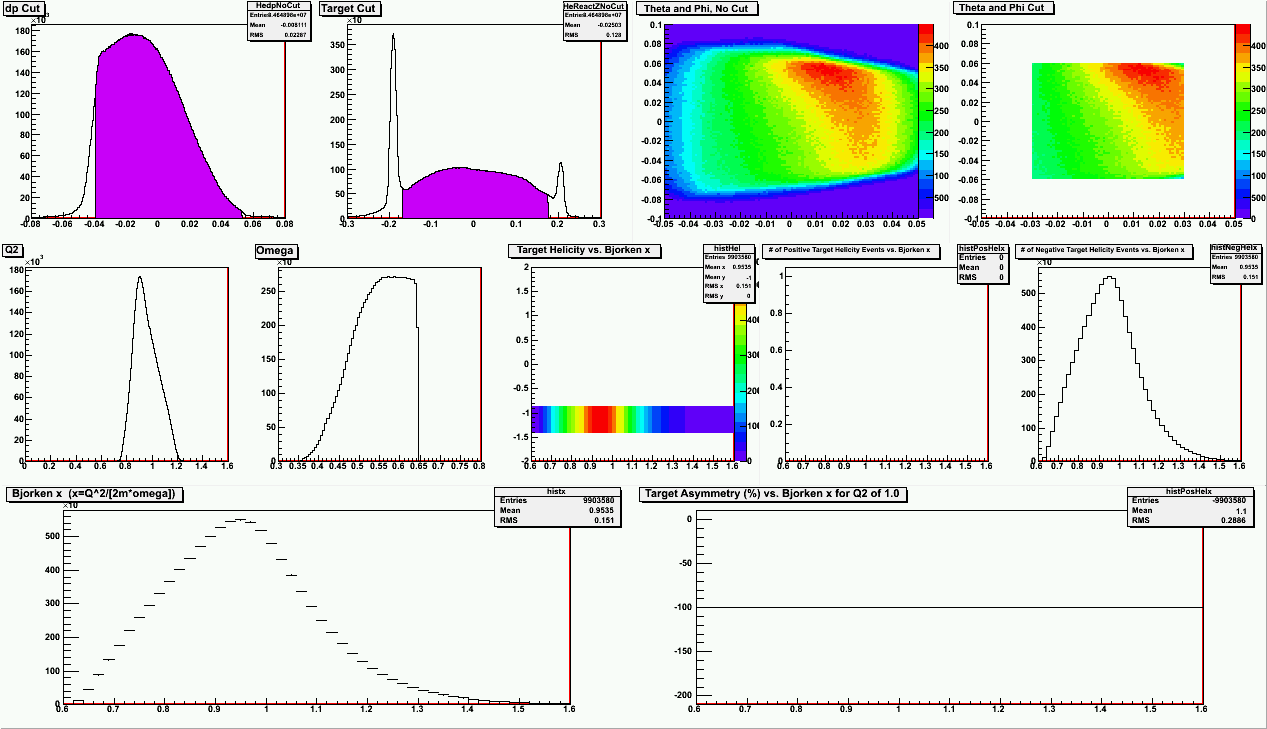 dp Cut
HedpNoCut
Entries 8.464898e+07
Mean -0.008111
RMS 0.02287
×10³
180
160
140
120
100
80
60
40
20
0
-0.08 -0.06 -0.04 -0.02 0 0.02 0.04 0.06 0.08
Target Cut
HeReactZNoCut
Entries 8.464898e+07
Mean -0.02503
RMS 0.128
×10
350
300
250
200
150
100
50
0
-0.3 -0.2 -0.1 0 0.1 0.2 0.3
Theta and Phi, No Cut
0.1
0.08
0.06
0.04
0.02
0
-0.02
-0.04
-0.06
-0.08
-0.1
-0.05 -0.04 -0.03 -0.02 -0.01 0 0.01 0.02 0.03 0.04 0.05
400
350
300
250
200
150
100
500
Theta and Phi Cut
0.1
0.08
0.06
0.04
0.02
0
-0.02
-0.04
-0.06
-0.08
-0.1
-0.05 -0.04 -0.03 -0.02 -0.01 0 0.01 0.02 0.03 0.04 0.05
400
350
300
250
200
150
100
500
0
Q2
×10³
180
160
140
120
100
80
60
40
20
0
0 0.2 0.4 0.6 0.8 1 1.2 1.4 1.6
Omega
×10
250
200
150
100
50
0
0.3 0.35 0.4 0.45 0.5 0.55 0.6 0.65 0.7 0.75 0.8
Target Helicity vs. Bjorken x
histHel
Entries 9903580
Mean x 0.9535
Mean y -1
RMS x 0.151
RMS y 0
2
1.5
1
0.5
0
-0.5
-1
-1.5
-2
0.6 0.7 0.8 0.9 1 1.1 1.2 1.3 1.4 1.5 1.6
400
300
200
100
0
# of Positive Target Helicity Events vs. Bjorken x
histPosHelx
Entries 0
Mean 0
RMS 0
1
0.8
0.6
0.4
0.2
0
0.6 0.7 0.8 0.9 1 1.1 1.2 1.3 1.4 1.5 1.6
# of Negative Target Helicity Events vs. Bjorken x
histNegHelx
Entries 9903580
Mean 0.9535
RMS 0.151
×10
500
400
300
200
100
0
0.6 0.7 0.8 0.9 1 1.1 1.2 1.3 1.4 1.5 1.6
Bjorken x (x=Q^2/[2m*omega])
histx
Entries 9903580
Mean 0.9535
RMS 0.151
×10
500
400
300
200
100
0
0.6 0.7 0.8 0.9 1 1.1 1.2 1.3 1.4 1.5 1.6
Target Asymmetry (%) vs. Bjorken x for Q2 of 1.0
histPosHelx
Entries -9903580
Mean 1.1
RMS 0.2886
0
-50
-100
-150
-200
0.6 0.7 0.8 0.9 1 1.1 1.2 1.3 1.4 1.5 1.6